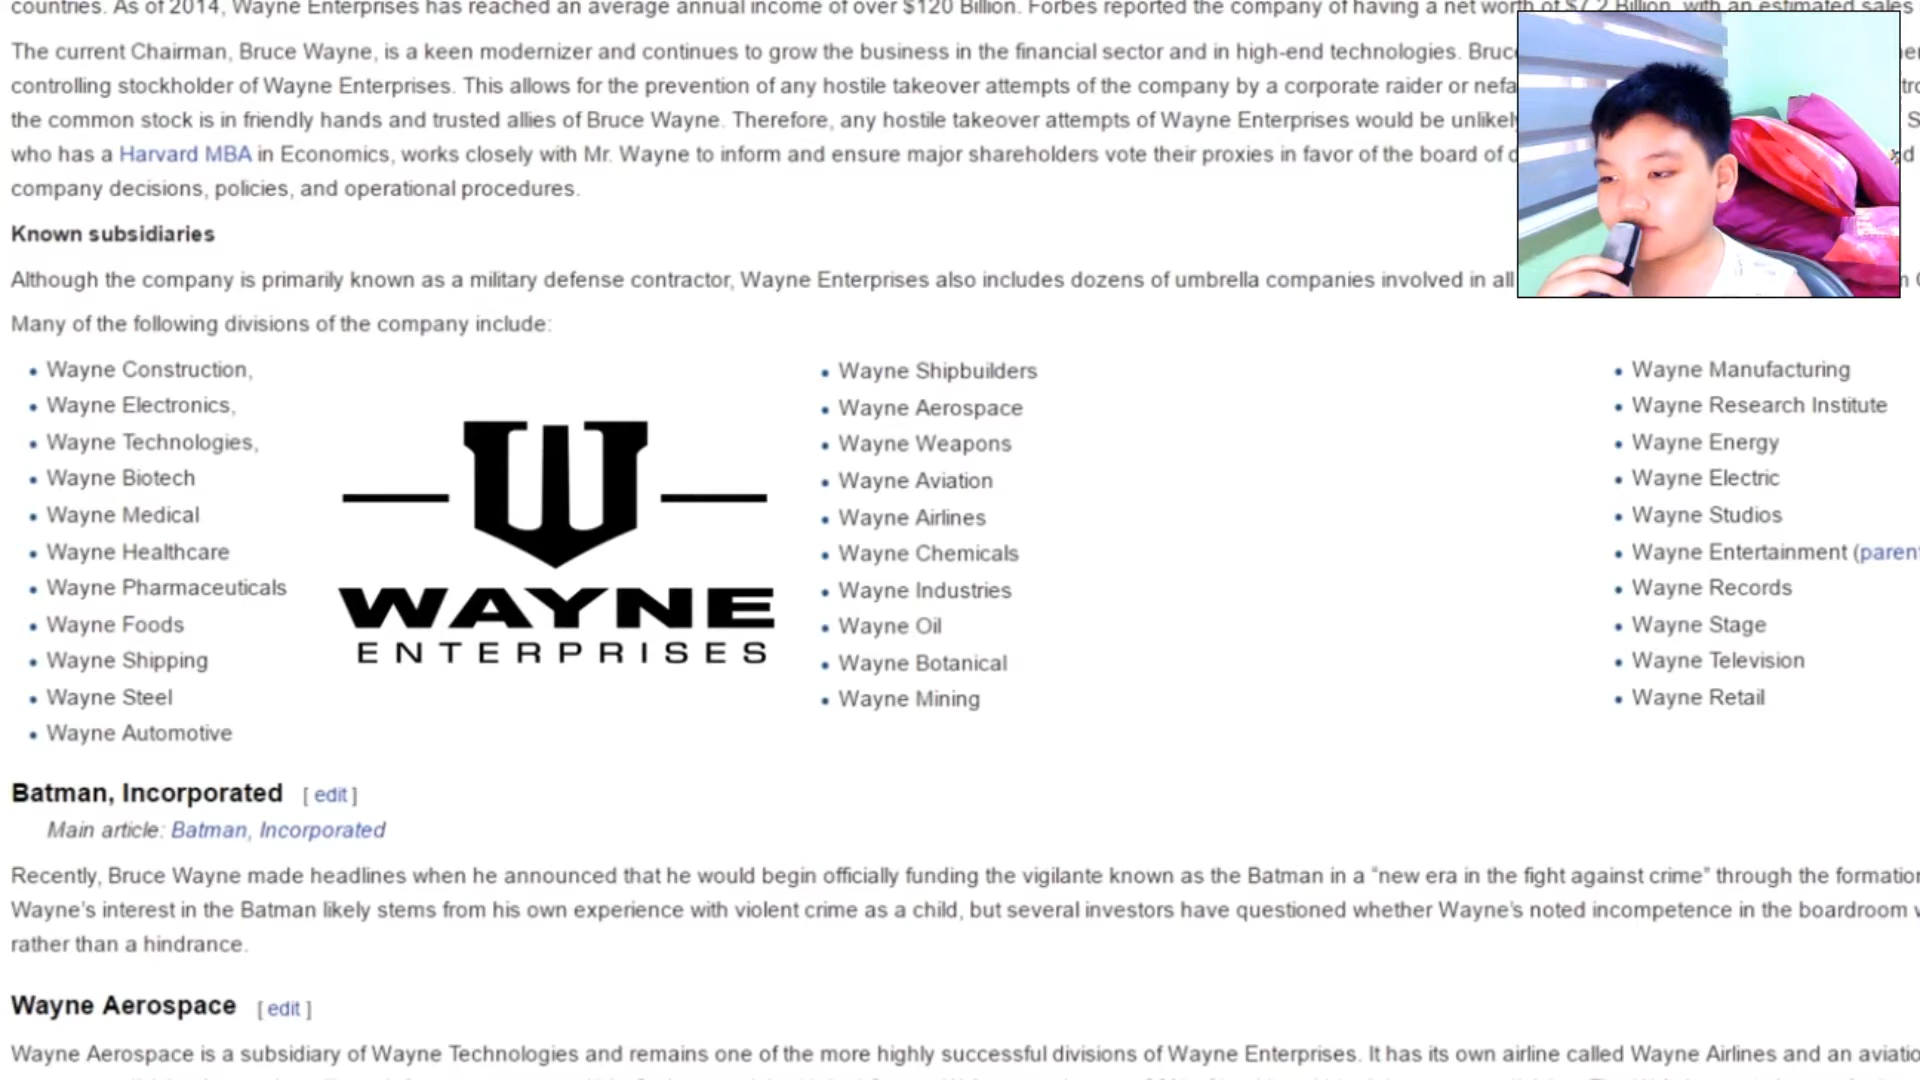 countries. As of 2014, Wayne Enterprises has reached an average annual income of over $120 Billion. Forbes reported the company of having a net worth of $7.2 Billion, with an estimated sales
The current Chairman, Bruce Wayne, is a keen modernizer and continues to grow the business in the financial sector and in high-end technologies.
controlling stockholder of Wayne Enterprises. This allows for the prevention of any hostile takeover attempts of the company by a corporate raider or
the common stock is in friendly hands and trusted allies of Bruce Wayne. Therefore, any hostile takeover attempts of Wayne Enterprises would be unlikely
who has a Harvard MBA in Economics, works closely with Mr. Wayne to inform and ensure major shareholders vote their proxies in favor of the board of
company decisions, policies, and operational procedures.
Known subsidiaries
Although the company is primarily known as a military defense contractor, Wayne Enterprises also includes dozens of umbrella companies involved in all
Many of the following divisions of the company include:
Wayne Construction,
Wayne Electronics,
Wayne Technologies,
Wayne Biotech
Wayne Medical
Wayne Healthcare
Wayne Pharmaceuticals
Wayne Foods
Wayne Shipping
Wayne Steel
Wayne Automotive
W
WAYNE
ENTERPRISES
Wayne Shipbuilders
Wayne Aerospace
Wayne Weapons
Wayne Aviation
Wayne Airlines
Wayne Chemicals
Wayne Industries
Wayne Oil
Wayne Botanical
Wayne Mining
Wayne Manufacturing
Wayne Research Institute
Wayne Energy
Wayne Electric
Wayne Studios
Wayne Entertainment (paren
Wayne Records
Wayne Stage
Wayne Television
Wayne Retail
Batman, Incorporated [ edit ]
Main article: Batman, Incorporated
Recently, Bruce Wayne made headlines when he announced that he would begin officially funding the vigilante known as the Batman in a "new era in the fight against crime" through the formation
Wayne's interest in the Batman likely stems from his own experience with violent crime as a child, but several investors have questioned whether Wayne's noted incompetence in the boardroom
rather than a hindrance.
Wayne Aerospace [ edit ]
Wayne Aerospace is a subsidiary of Wayne Technologies and remains one of the more highly successful divisions of Wayne Enterprises. It has its own airline called Wayne Airlines and an aviatio